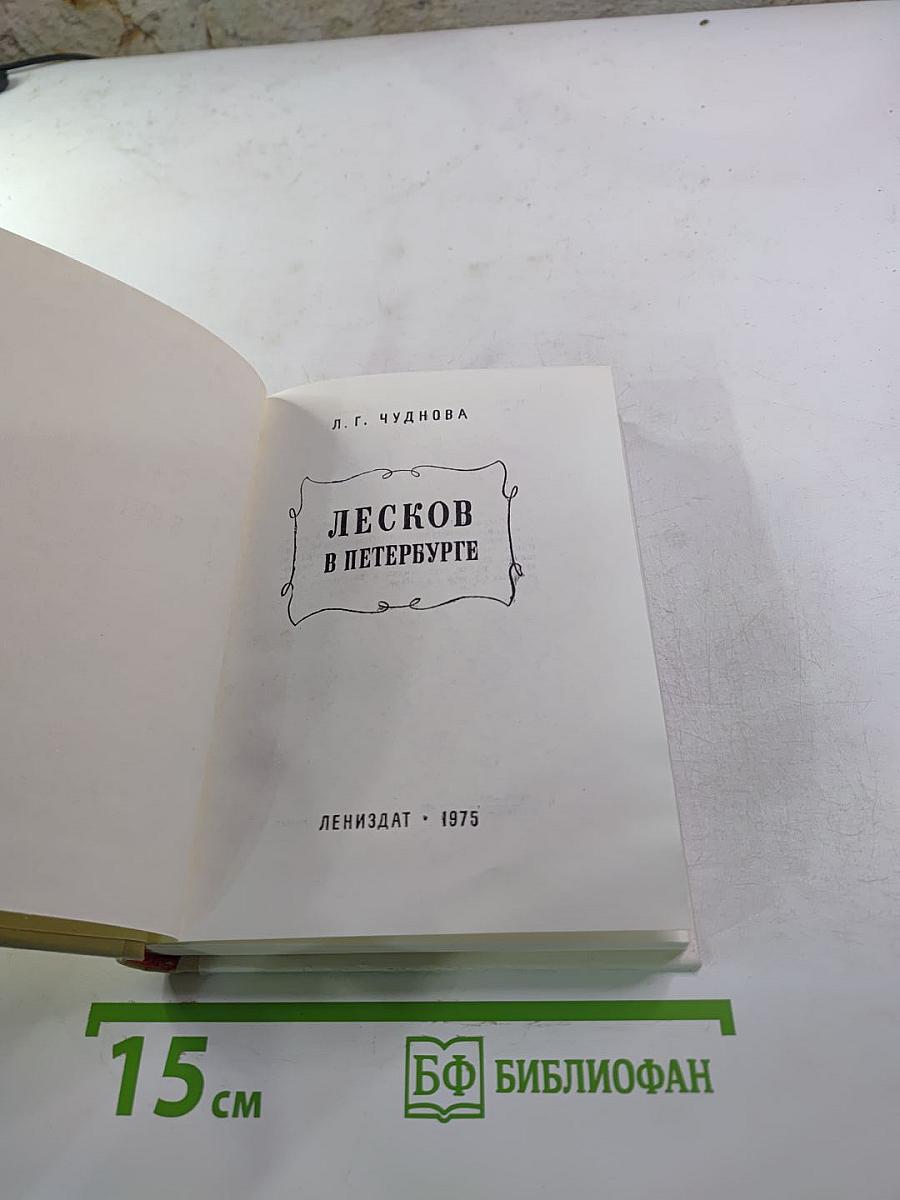 Л. Г. ЧУДНОВА
ЛЕСКОВ
В ПЕТЕРБУРГЕ
ЛЕНИЗДАТ • 1975
15 см
БФ БИБЛИОФАН